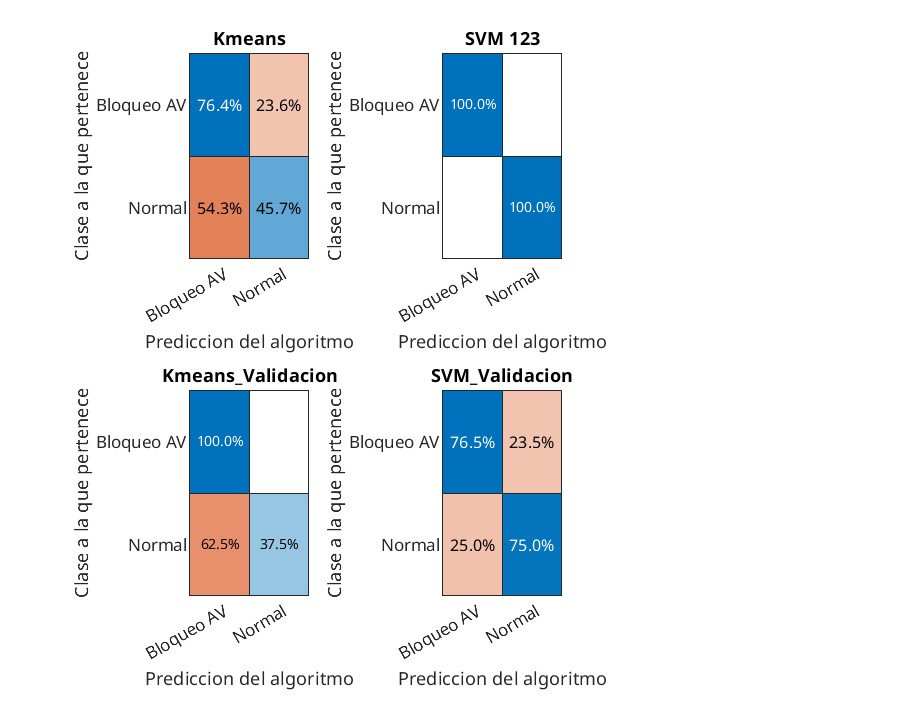 Kmeans
Clase a la que pertenece
Bloqueo AV
76.4%
23.6%
Normal
54.3%
45.7%
Bloqueo AV
Normal
Prediccion del algoritmo
SVM 123
Clase a la que pertenece
Bloqueo AV
100.0%
Normal
100.0%
Bloqueo AV
Normal
Prediccion del algoritmo
Kmeans_Validacion
Clase a la que pertenece
Bloqueo AV
100.0%
Normal
62.5%
37.5%
Bloqueo AV
Normal
Prediccion del algoritmo
SVM_Validacion
Clase a la que pertenece
Bloqueo AV
76.5%
23.5%
Normal
25.0%
75.0%
Bloqueo AV
Normal
Prediccion del algoritmo